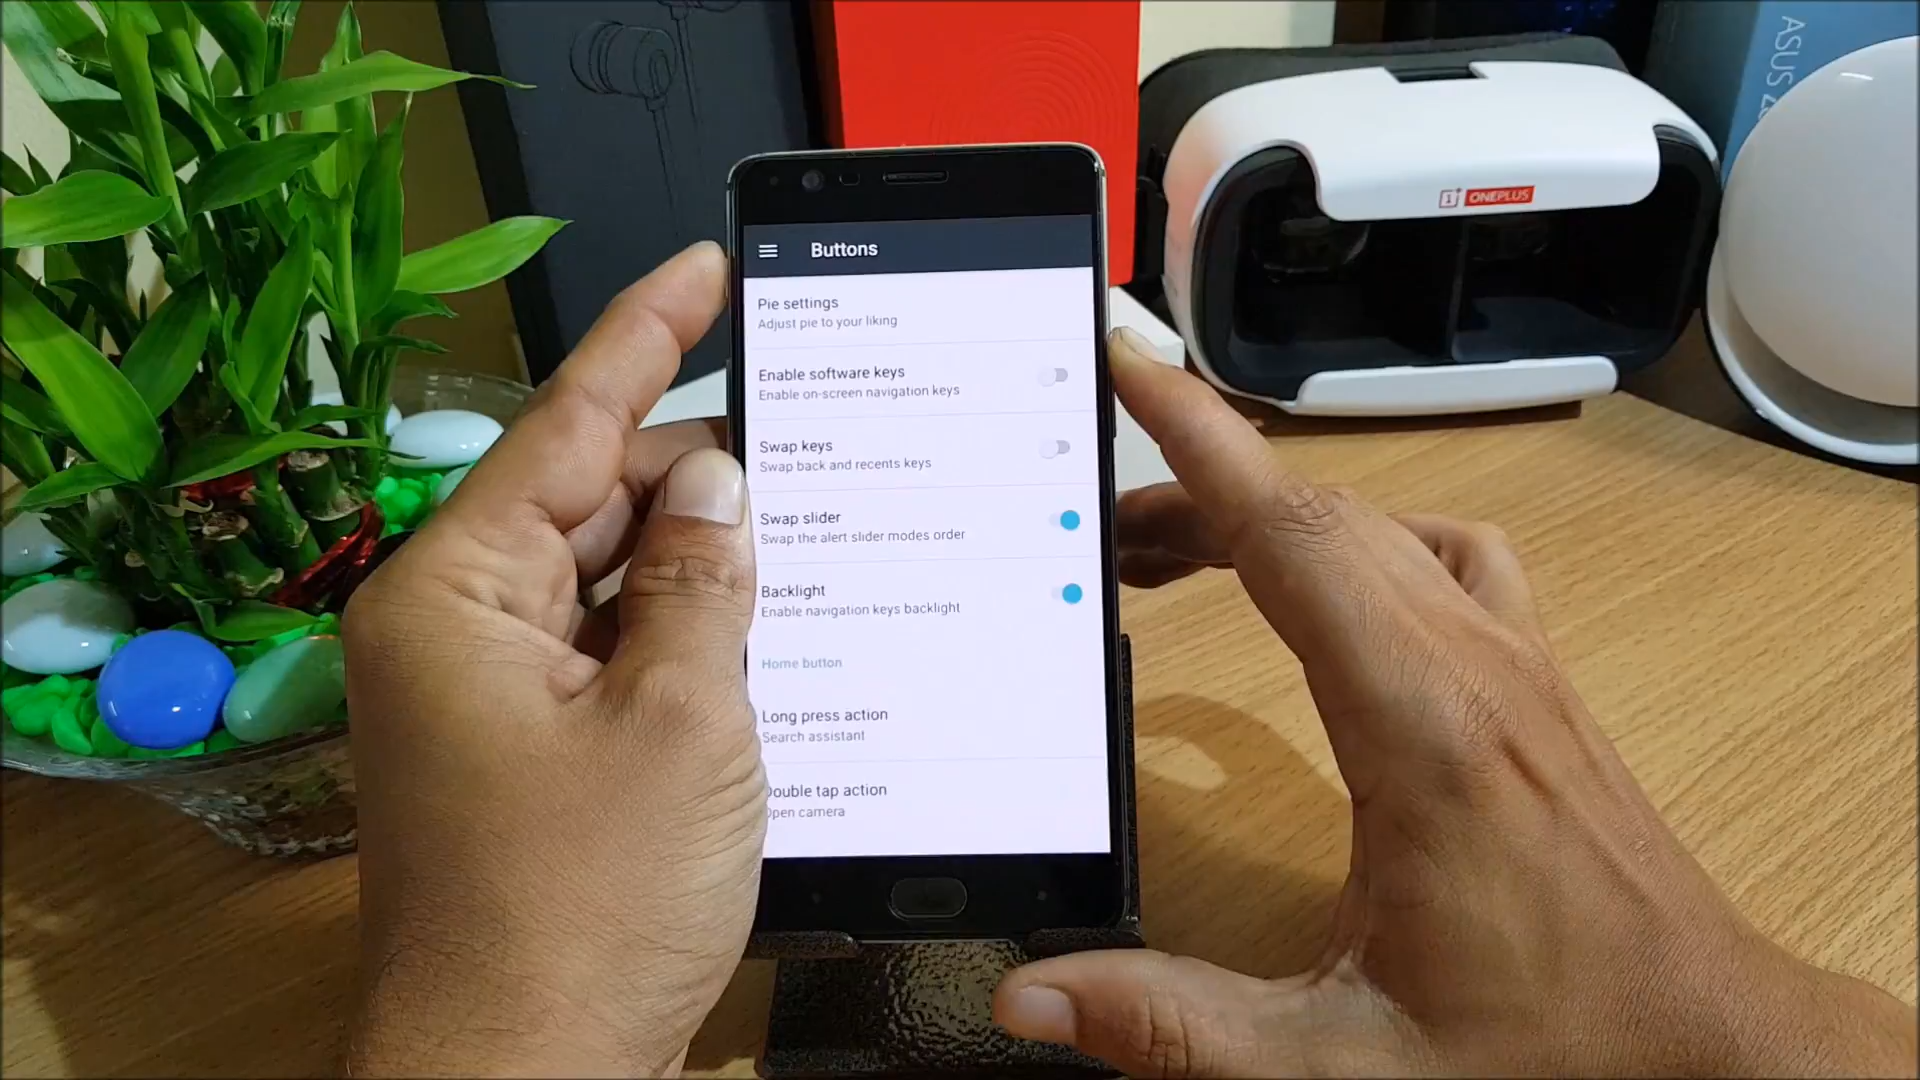 ASUS
ONEPLUS
Buttons
Pie settings
Adjust pie to your liking
Enable software keys
Enable on-screen navigation keys
Swap keys
Swap back and recents keys
Swap slider
Swap the alert slider modes order
Backlight
Enable navigation keys backlight
Home button
Long press action
Search assistant
Double tap action
Open camera